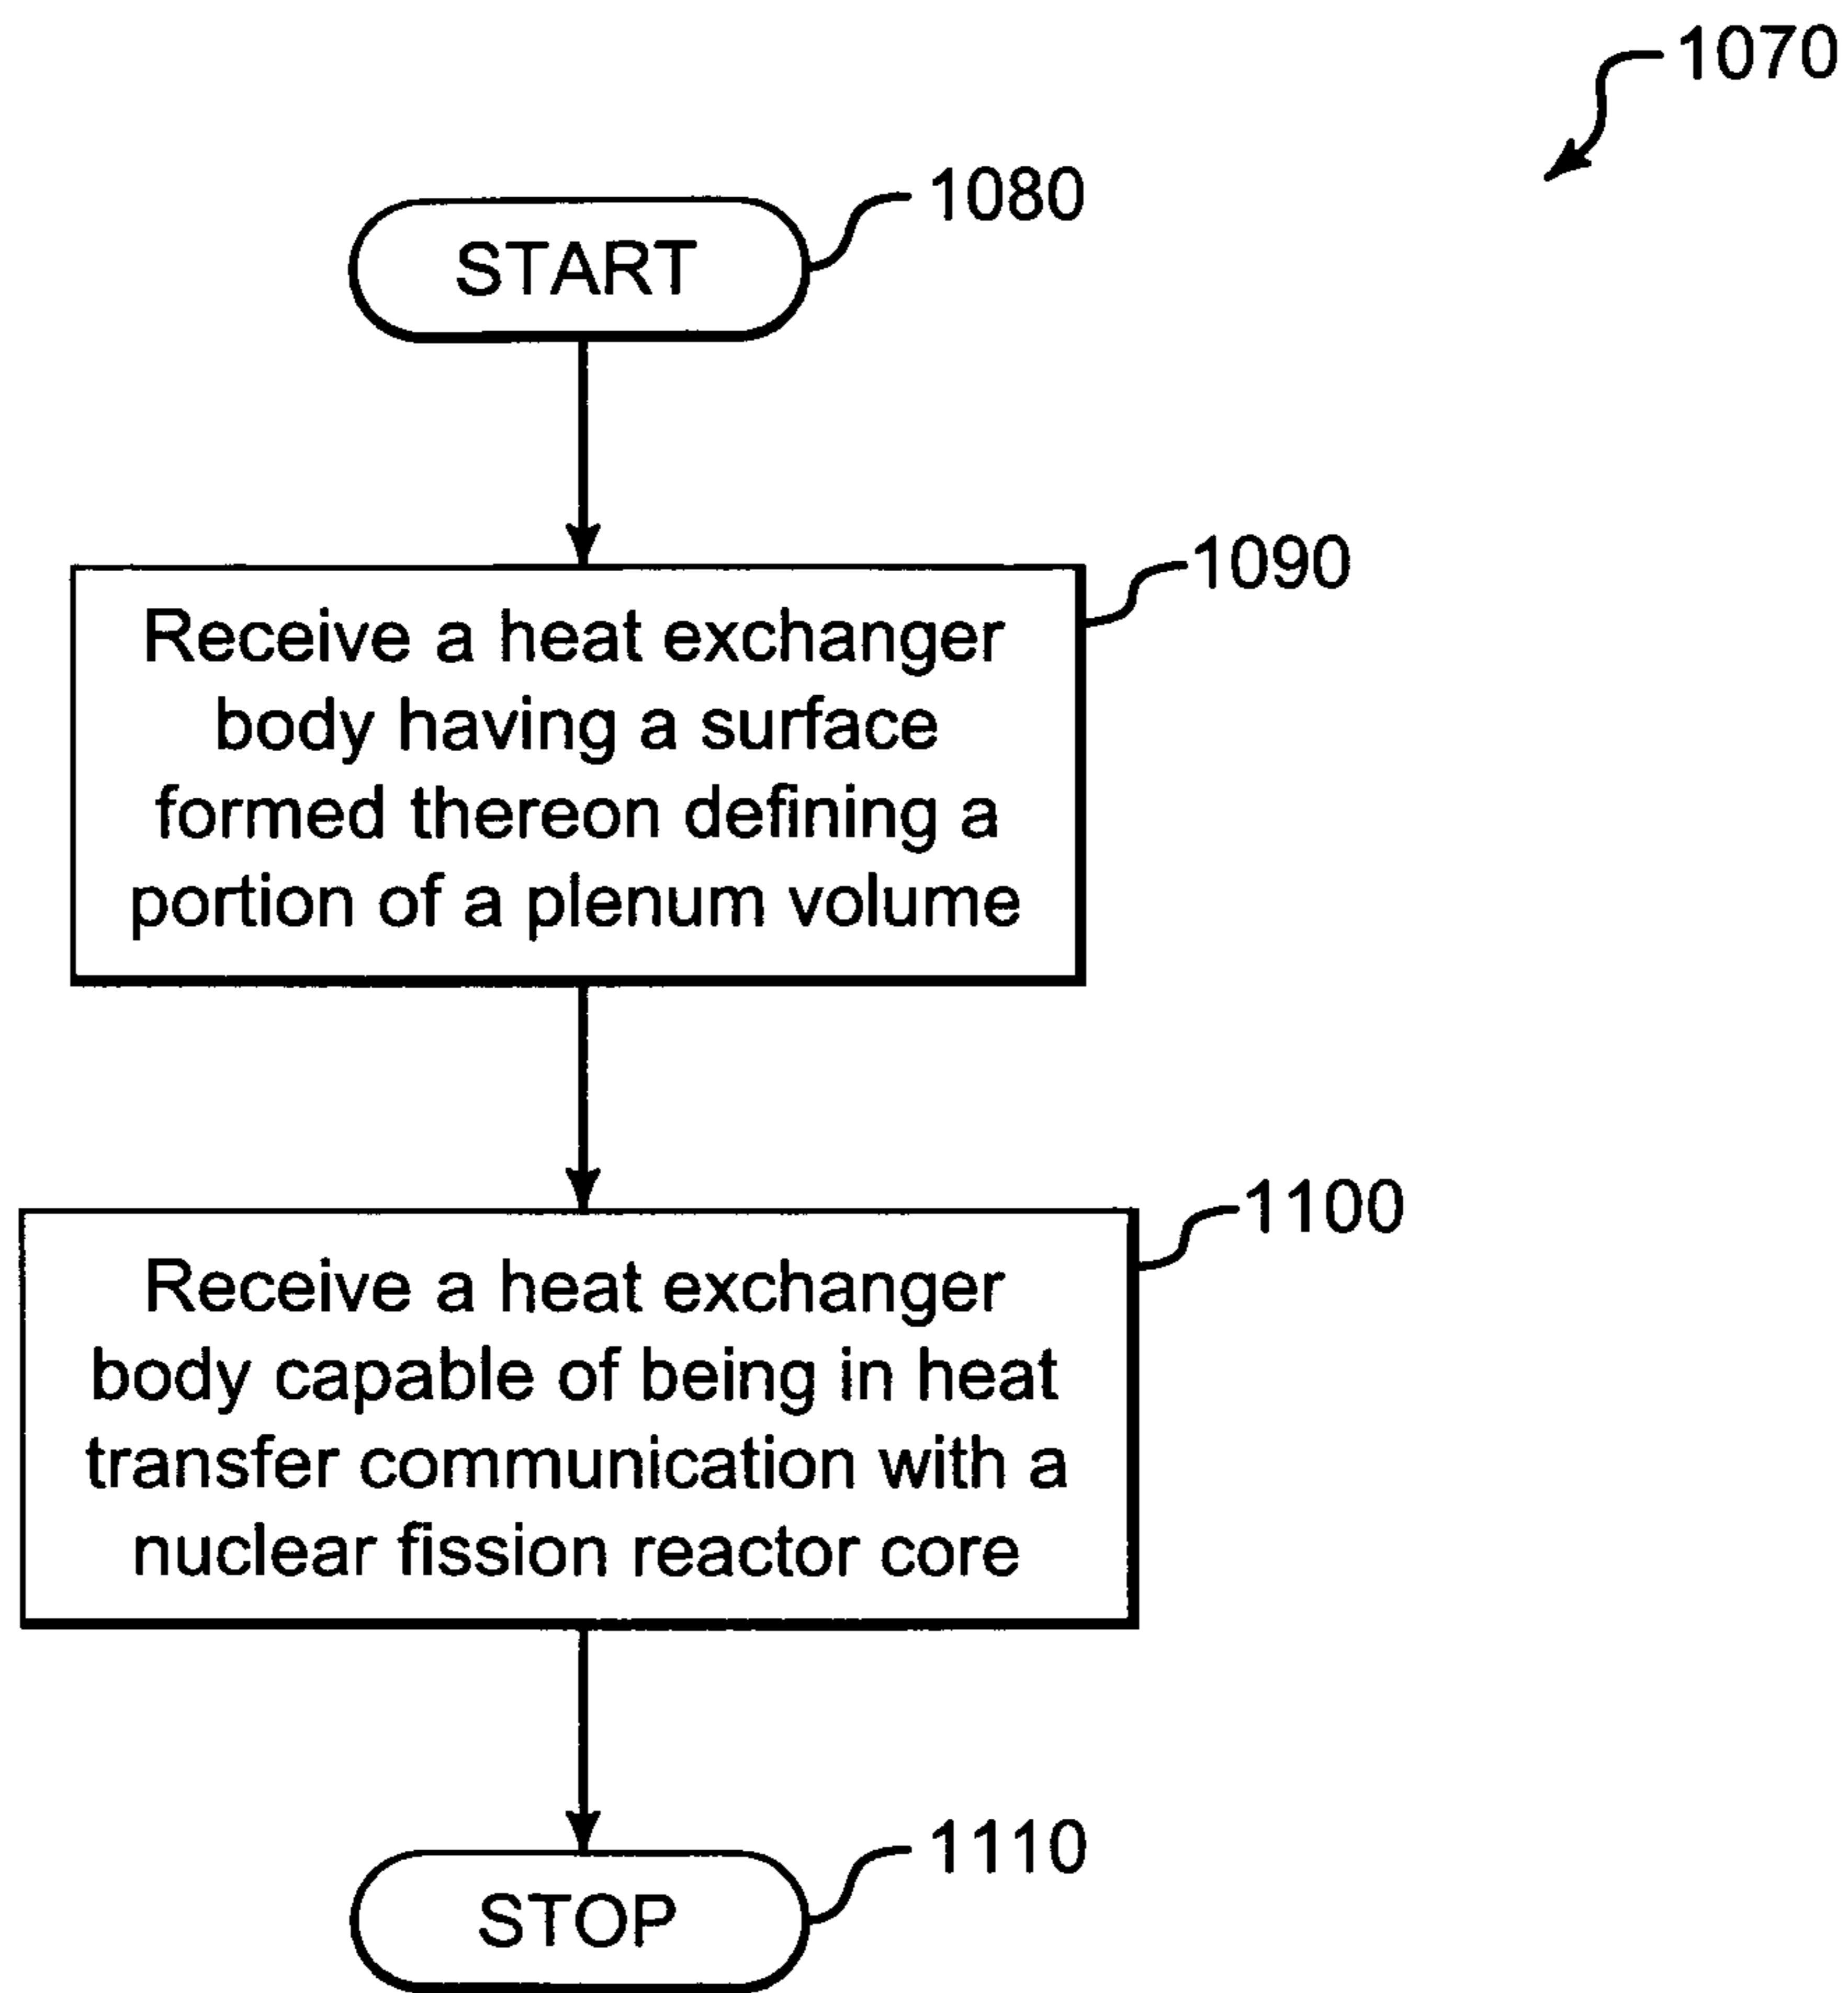 1070
1080
START
1090
Receive a heat exchanger
body having a surface
formed thereon defining a
portion of a plenum volume
1100
Receive a heat exchanger
body capable of being in heat
transfer communication with a
nuclear fission reactor core
1110
STOP